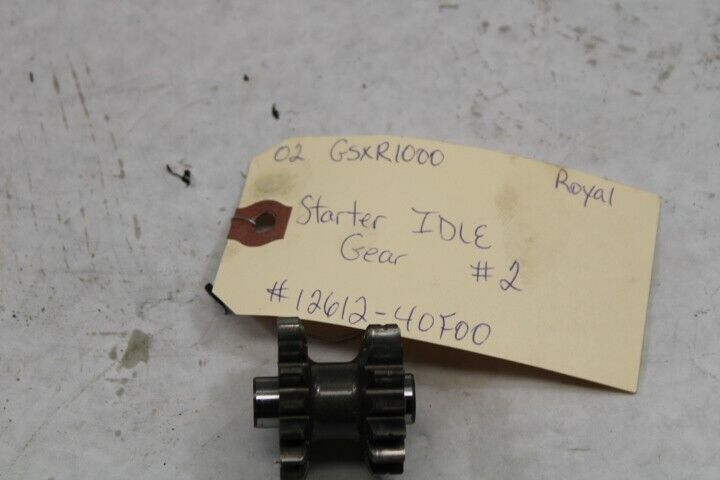 02 GSXR1000
Royal
Starter IDLE
Gear #2
#12612-40F00